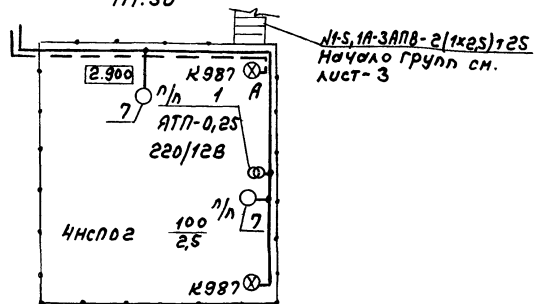 N1-5,1А-3АПВ-2(1х2,5)т25
Начало групп см.
лист-3
2.900
К987
А
7
п/п
1
ЯТП-0,25
220/12В
4НСП02
100
2,5
п/п
7
К987